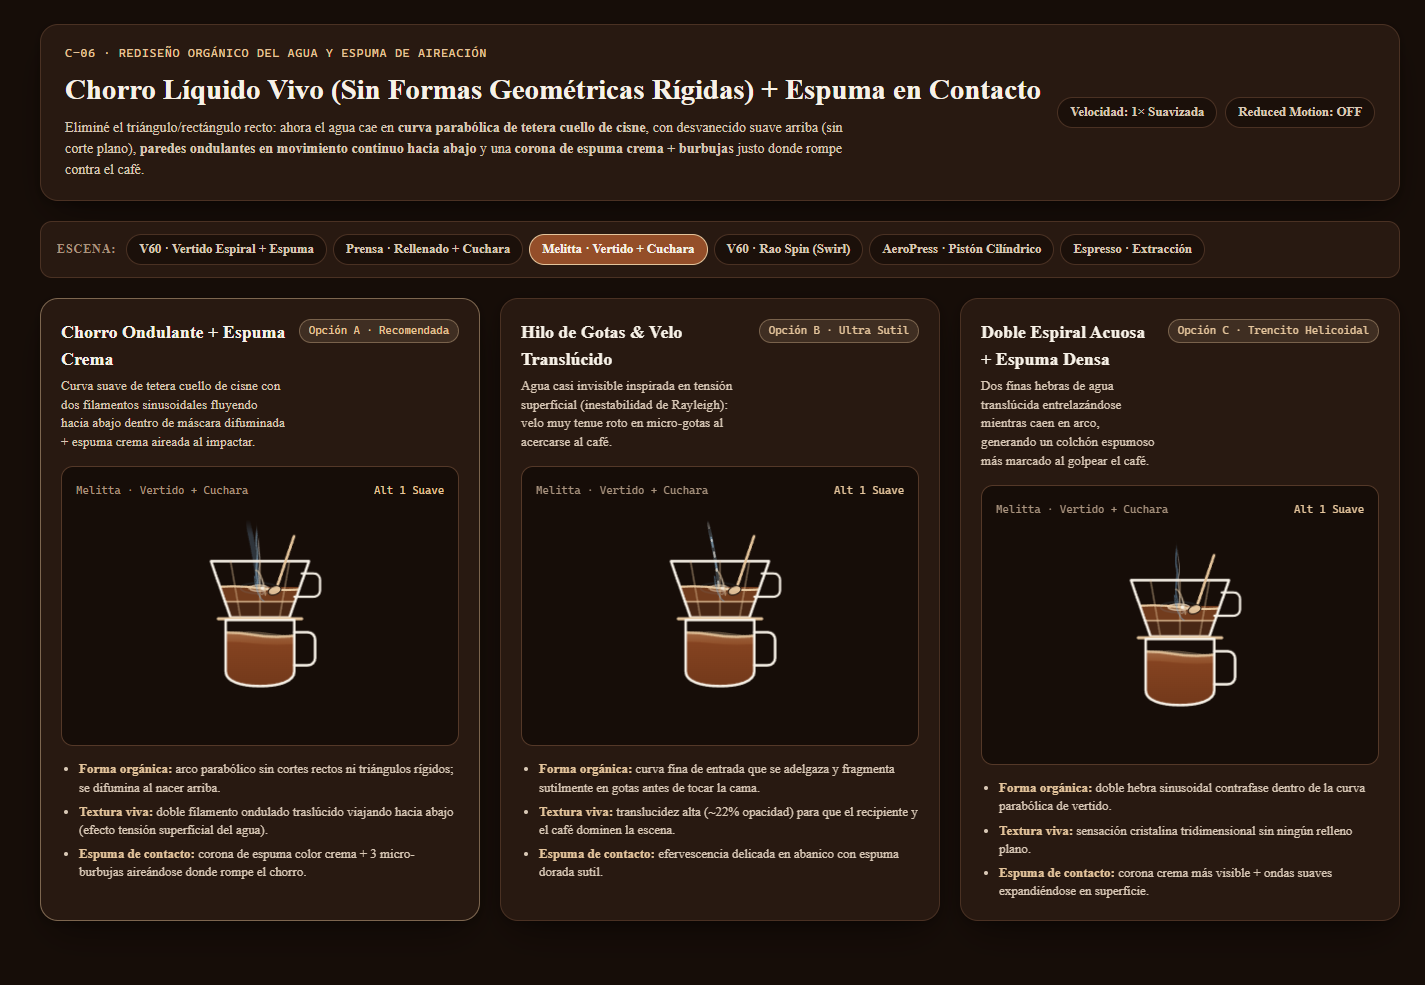 C-06 · REDISEÑO ORGÁNICO DEL AGUA Y ESPUMA DE AIREACIÓN
Chorro Líquido Vivo (Sin Formas Geométricas Rígidas) + Espuma en Contacto
Eliminé el triángulo/rectángulo recto: ahora el agua cae en curva parabólica de tetera cuello de cisne, con desvanecido suave arriba (sin
corte plano), paredes ondulantes en movimiento continuo hacia abajo y una corona de espuma crema + burbujas justo donde rompe
contra el café.
Velocidad: 1× Suavizada
Reduced Motion: OFF
ESCENA:
V60 · Vertido Espiral + Espuma
Prensa · Rellenado + Cuchara
Melitta · Vertido + Cuchara
V60 · Rao Spin (Swirl)
AeroPress · Pistón Cilíndrico
Espresso · Extracción
Chorro Ondulante + Espuma
Crema
Opción A · Recomendada
Curva suave de tetera cuello de cisne con
dos filamentos sinusoidales fluyendo
hacia abajo dentro de máscara difuminada
+ espuma crema aireada al impactar.
Melitta · Vertido + Cuchara
Alt 1 Suave
Forma orgánica: arco parabólico sin cortes rectos ni triángulos rígidos;
se difumina al nacer arriba.
Textura viva: doble filamento ondulado traslúcido viajando hacia abajo
(efecto tensión superficial del agua).
Espuma de contacto: corona de espuma color crema + 3 micro-
burbujas aireándose donde rompe el chorro.
Hilo de Gotas & Velo
Translúcido
Opción B · Ultra Sutil
Agua casi invisible inspirada en tensión
superficial (inestabilidad de Rayleigh):
velo muy tenue roto en micro-gotas al
acercarse al café.
Melitta · Vertido + Cuchara
Alt 1 Suave
Forma orgánica: curva fina de entrada que se adelgaza y fragmenta
sutilmente en gotas antes de tocar la cama.
Textura viva: translucidez alta (~22% opacidad) para que el recipiente y
el café dominen la escena.
Espuma de contacto: efervescencia delicada en abanico con espuma
dorada sutil.
Doble Espiral Acuosa
+ Espuma Densa
Opción C · Trencito Helicoidal
Dos finas hebras de agua
translúcida entrelazándose
mientras caen en arco,
generando un colchón espumoso
más marcado al golpear el café.
Melitta · Vertido + Cuchara
Alt 1 Suave
Forma orgánica: doble hebra sinusoidal contrafase dentro de la curva
parabólica de vertido.
Textura viva: sensación cristalina tridimensional sin ningún relleno
plano.
Espuma de contacto: corona crema más visible + ondas suaves
expandiéndose en superficie.